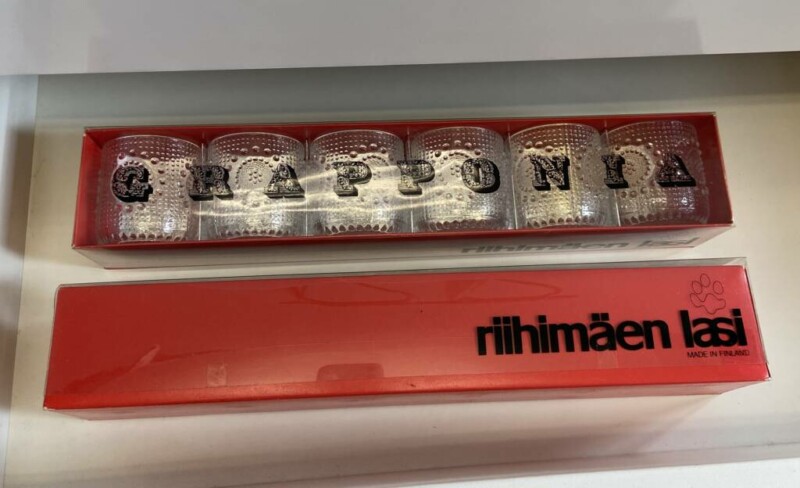 GRAPPONIA
riihimäen lasi
riihimäen lasi
MADE IN FINLAND